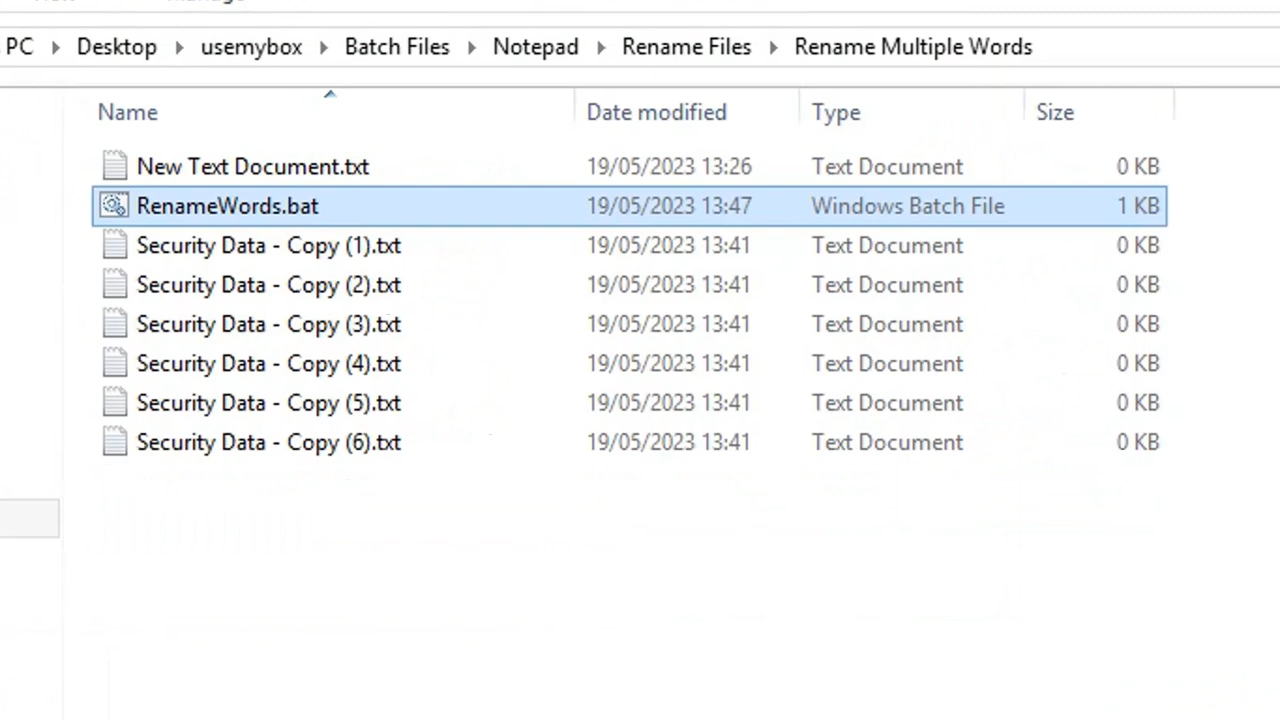 PC Desktop usemybox Batch Files Notepad Rename Files Rename Multiple Words
Name Date modified Type Size
New Text Document.txt 19/05/2023 13:26 Text Document 0 KB
RenameWords.bat 19/05/2023 13:47 Windows Batch File 1 KB
Security Data - Copy (1).txt 19/05/2023 13:41 Text Document 0 KB
Security Data - Copy (2).txt 19/05/2023 13:41 Text Document 0 KB
Security Data - Copy (3).txt 19/05/2023 13:41 Text Document 0 KB
Security Data - Copy (4).txt 19/05/2023 13:41 Text Document 0 KB
Security Data - Copy (5).txt 19/05/2023 13:41 Text Document 0 KB
Security Data - Copy (6).txt 19/05/2023 13:41 Text Document 0 KB